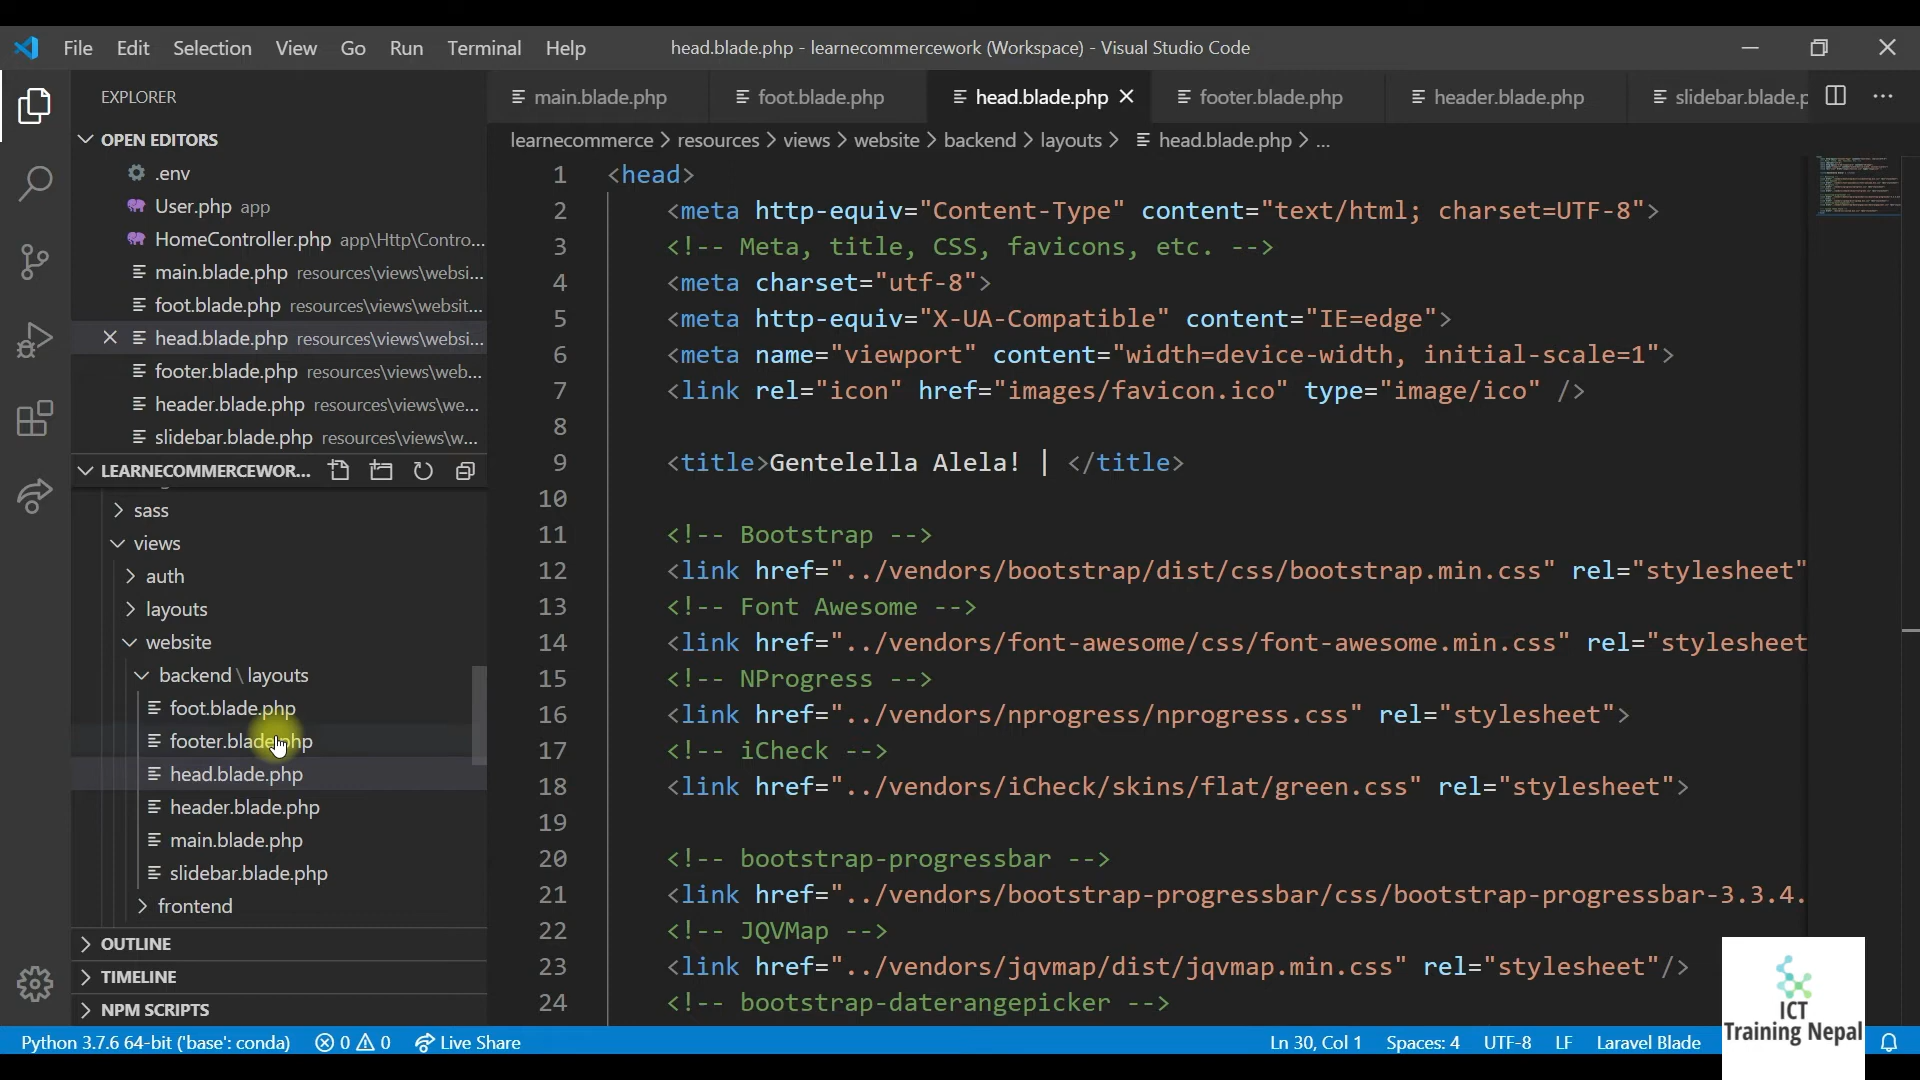 File Edit Selection View Go Run Terminal Help head.blade.php - learnecommercework (Workspace) - Visual Studio Code
EXPLORER
OPEN EDITORS
.env
User.php app
HomeController.php app\Http\Contro...
main.blade.php resources\views\websi...
foot.blade.php resources\views\websit...
head.blade.php resources\views\websi...
footer.blade.php resources\views\web...
header.blade.php resources\views\we...
slidebar.blade.php resources\views\w...
LEARNECOMMERCEWOR...
sass
views
auth
layouts
website
backend \ layouts
foot.blade.php
footer.blade.php
head.blade.php
header.blade.php
main.blade.php
slidebar.blade.php
frontend
OUTLINE
TIMELINE
NPM SCRIPTS
main.blade.php foot.blade.php head.blade.php footer.blade.php header.blade.php slidebar.blade.p
learnecommerce > resources > views > website > backend > layouts > head.blade.php > ...
1 <head>
2 <meta http-equiv="Content-Type" content="text/html; charset=UTF-8">
3 <!-- Meta, title, CSS, favicons, etc. -->
4 <meta charset="utf-8">
5 <meta http-equiv="X-UA-Compatible" content="IE=edge">
6 <meta name="viewport" content="width=device-width, initial-scale=1">
7 <link rel="icon" href="images/favicon.ico" type="image/ico" />
8
9 <title>Gentelella Alela! | </title>
10
11 <!-- Bootstrap -->
12 <link href="../vendors/bootstrap/dist/css/bootstrap.min.css" rel="stylesheet"
13 <!-- Font Awesome -->
14 <link href="../vendors/font-awesome/css/font-awesome.min.css" rel="stylesheet
15 <!-- NProgress -->
16 <link href="../vendors/nprogress/nprogress.css" rel="stylesheet">
17 <!-- iCheck -->
18 <link href="../vendors/iCheck/skins/flat/green.css" rel="stylesheet">
19
20 <!-- bootstrap-progressbar -->
21 <link href="../vendors/bootstrap-progressbar/css/bootstrap-progressbar-3.3.4.
22 <!-- JQVMap -->
23 <link href="../vendors/jqvmap/dist/jqvmap.min.css" rel="stylesheet"/>
24 <!-- bootstrap-daterangepicker -->
ICT
Training Nepal
Python 3.7.6 64-bit ('base': conda) 0 0 Live Share Ln 30, Col 1 Spaces: 4 UTF-8 LF Laravel Blade